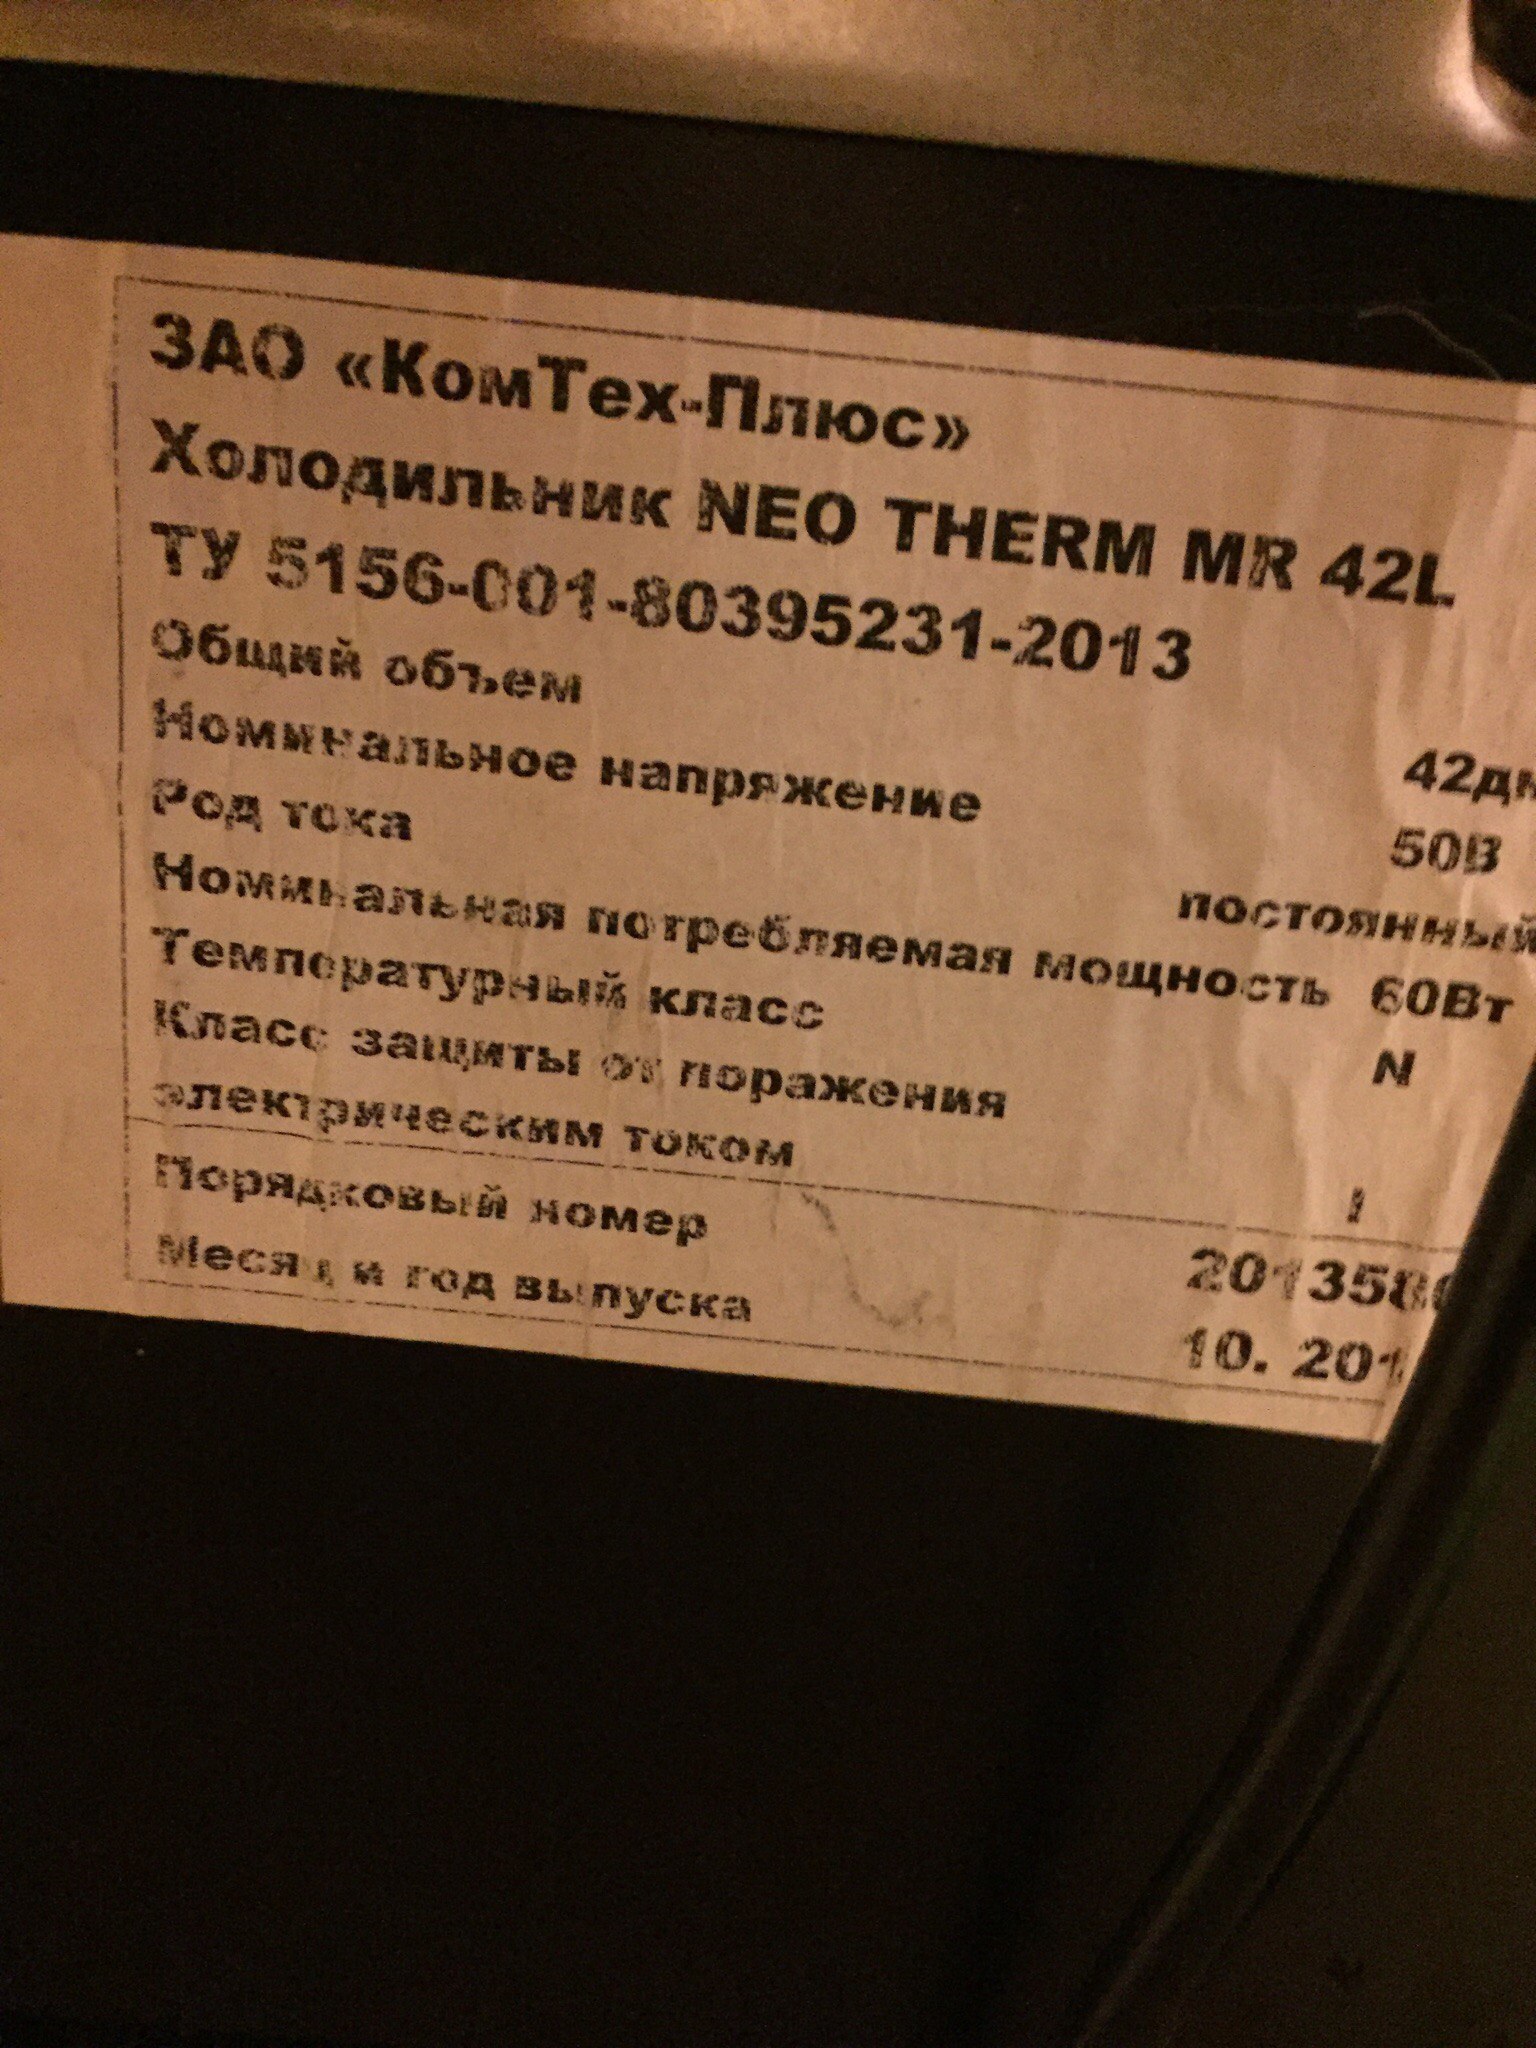 ЗАО «КомТех-Плюс»
Холодильник NEO THERM MR 42L
ТУ 5156-001-80395231-2013
Общий объем 42дм
Номинальное напряжение 50В
Род тока постоянный
Номинальная потребляемая мощность 60Вт
Температурный класс N
Класс защиты от поражения
электрическим током I
Порядковый номер
Месяц и год выпуска 10. 201